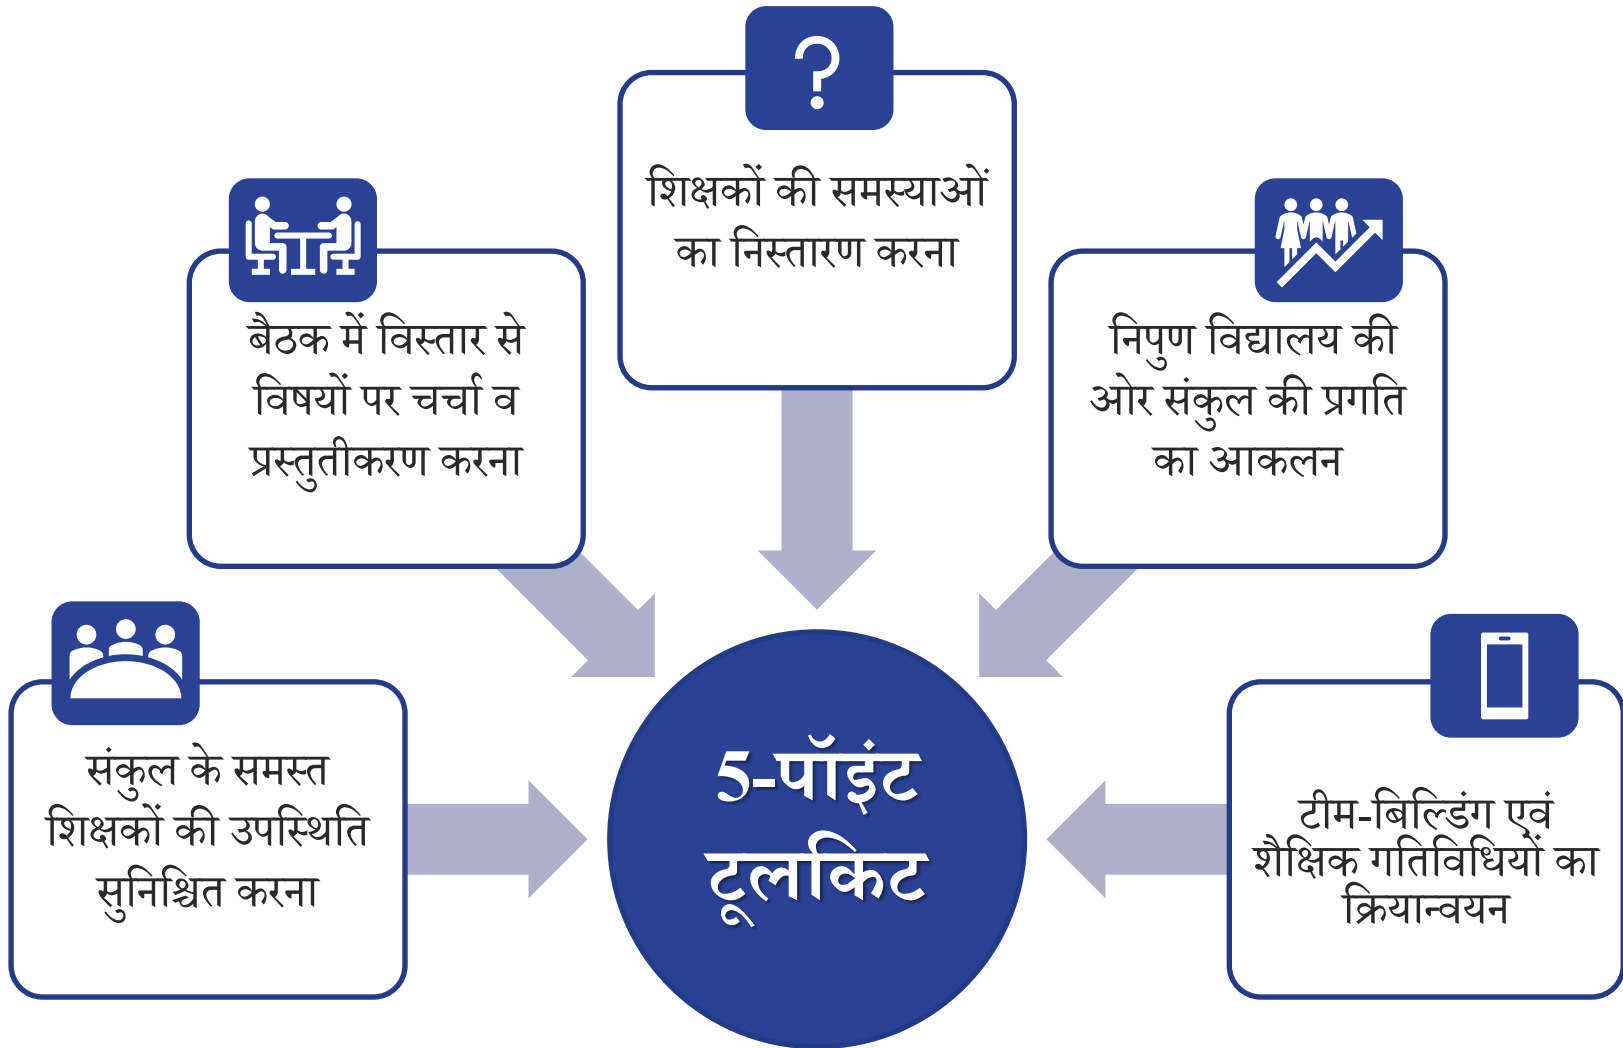 ?
शिक्षकों की समस्याओं
का निस्तारण करना
बैठक में विस्तार से
विषयों पर चर्चा व
प्रस्तुतीकरण करना
निपुण विद्यालय की
ओर संकुल की प्रगति
का आकलन
संकुल के समस्त
शिक्षकों की उपस्थिति
सुनिश्चित करना
5-पॉइंट
टूलकिट
टीम-बिल्डिंग एवं
शैक्षिक गतिविधियों का
क्रियान्वयन